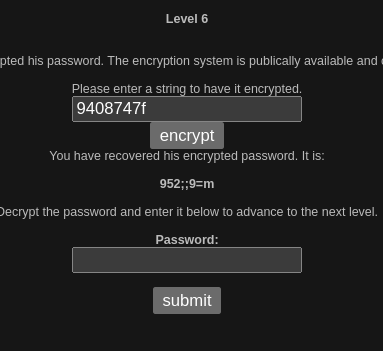 Level 6
pted his password. The encryption system is publically available and
Please enter a string to have it encrypted.
9408747f
encrypt
You have recovered his encrypted password. It is:
952;;9=m
Decrypt the password and enter it below to advance to the next level.
Password:
submit